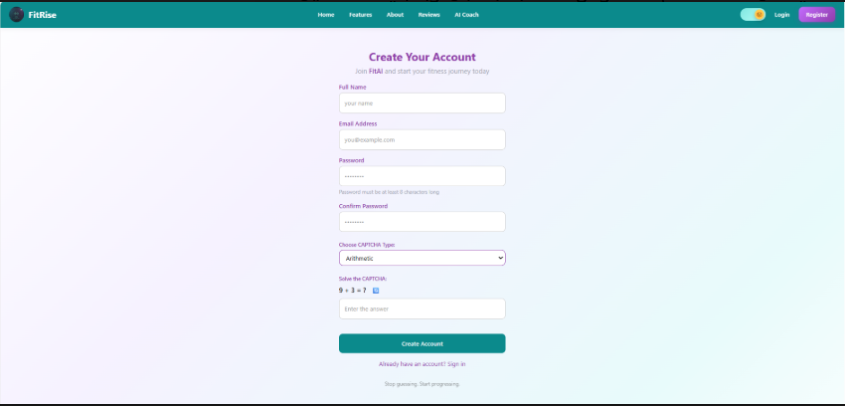 FitRise
Home Features About Reviews AI Coach
Login Register
Create Your Account
Join FitAI and start your fitness journey today
Full Name
your name
Email Address
you@example.com
Password
••••••••
Password must be at least 8 characters long.
Confirm Password
••••••••
Choose CAPTCHA Type:
Arithmetic
Solve the CAPTCHA:
9 + 3 = ?
Enter the answer
Create Account
Already have an account? Sign in
Stop guessing. Start progressing.